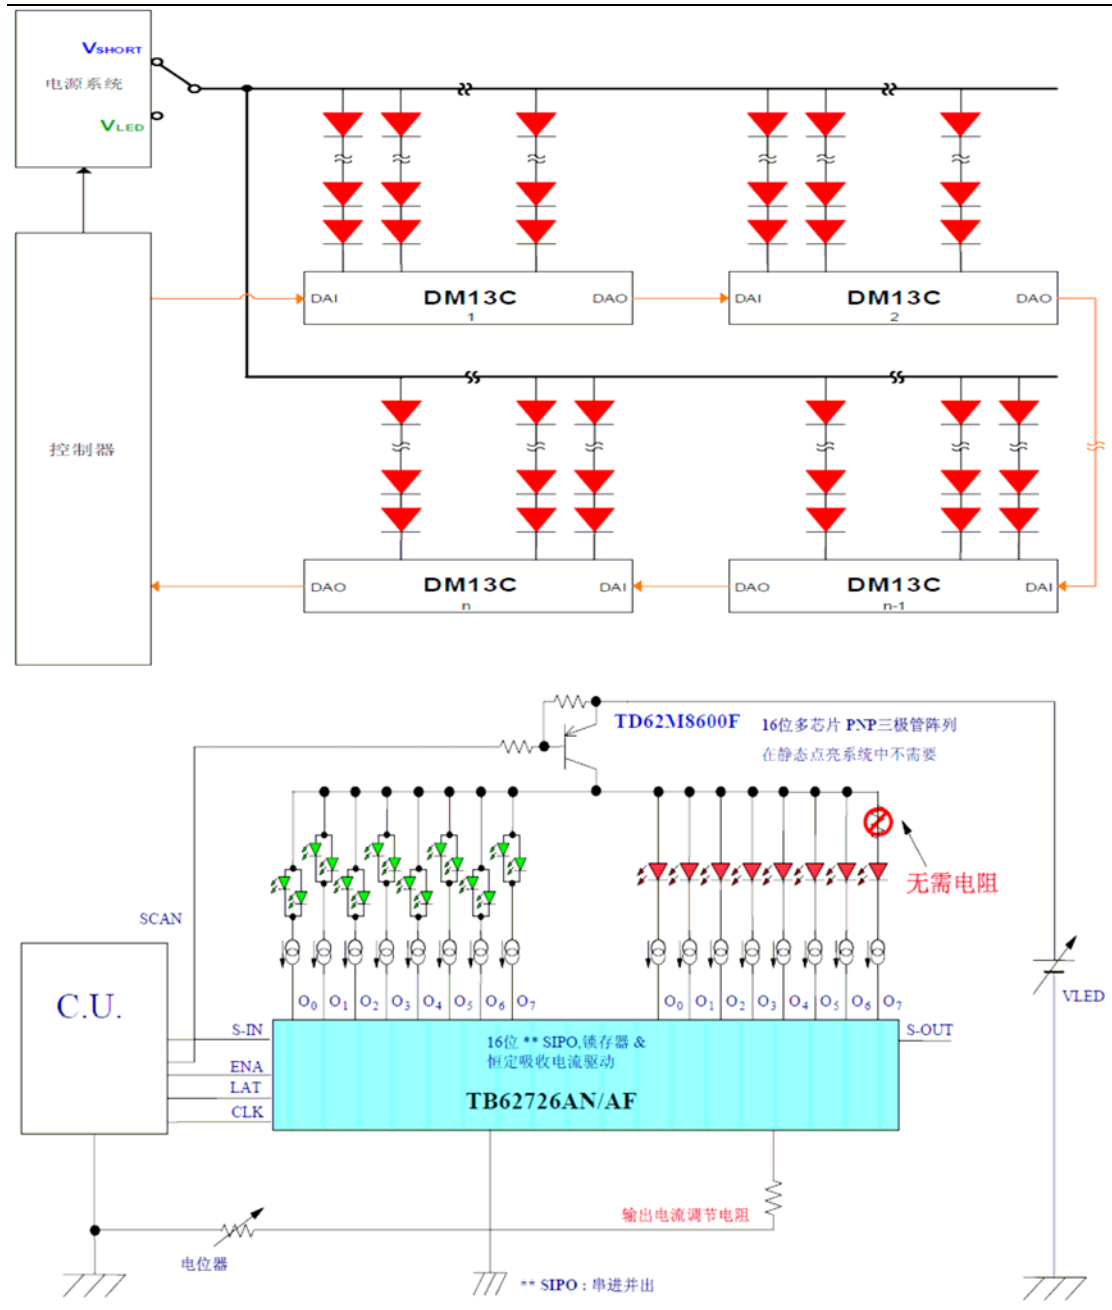 VSHORT
电源系统
VLED
DAI DM13C DAO
1
DAI DM13C DAO
2
控制器
DAO DM13C DAI
n
DAO DM13C DAI
n-1
TD62M8600F
16位多芯片 PNP三极管阵列
在静态点亮系统中不需要
无需电阻
SCAN
C.U.
VLED
O0 O1 O2 O3 O4 O5 O6 O7
O0 O1 O2 O3 O4 O5 O6 O7
S-IN
S-OUT
ENA
LAT
CLK
16位 ** SIPO,锁存器 &
恒定吸收电流驱动
TB62726AN/AF
输出电流调节电阻
电位器
** SIPO : 串进并出